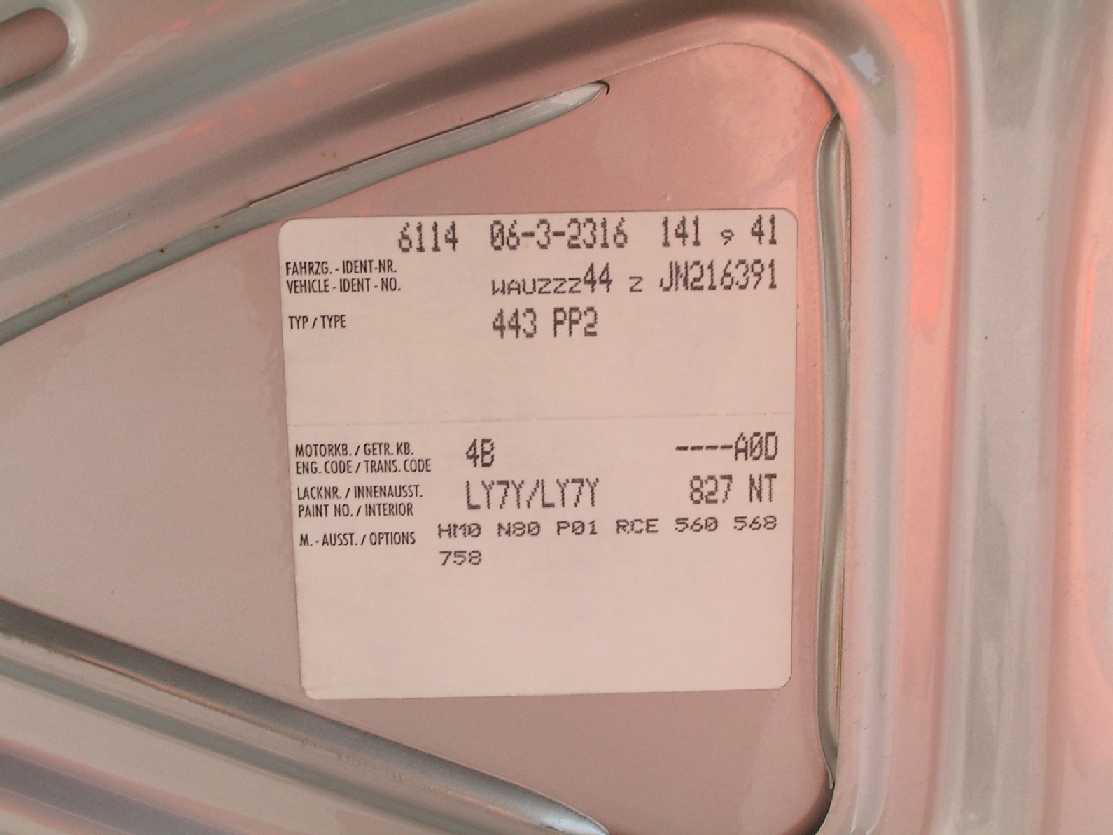 6114 06-3-2316 141 9 41
FAHRZG.-IDENT-NR.
VEHICLE-IDENT-NO. WAUZZZ44 Z JN216391
TYP/TYPE 443 PP2
MOTORKB./GETR.KB.
ENG. CODE/TRANS.CODE 4B ----A0D
LACKNR./INNENAUSST.
PAINT NO./INTERIOR LY7Y/LY7Y 827 NT
M.-AUSST./OPTIONS HM0 N80 P01 RCE 560 568
758